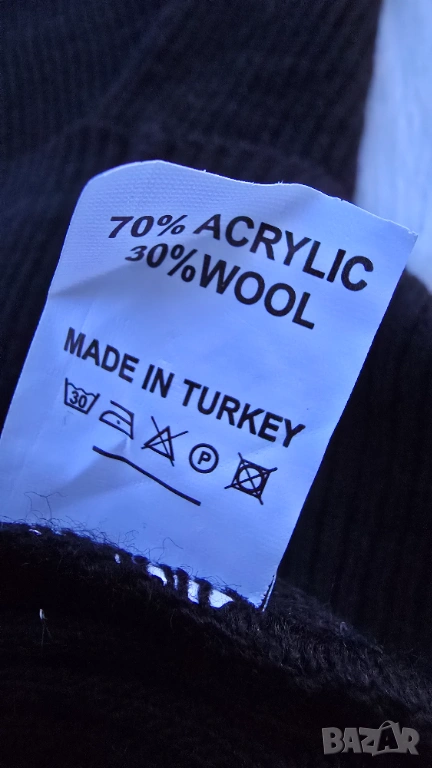 70% ACRYLIC
30%WOOL
MADE IN TURKEY
30 P
BAZAR